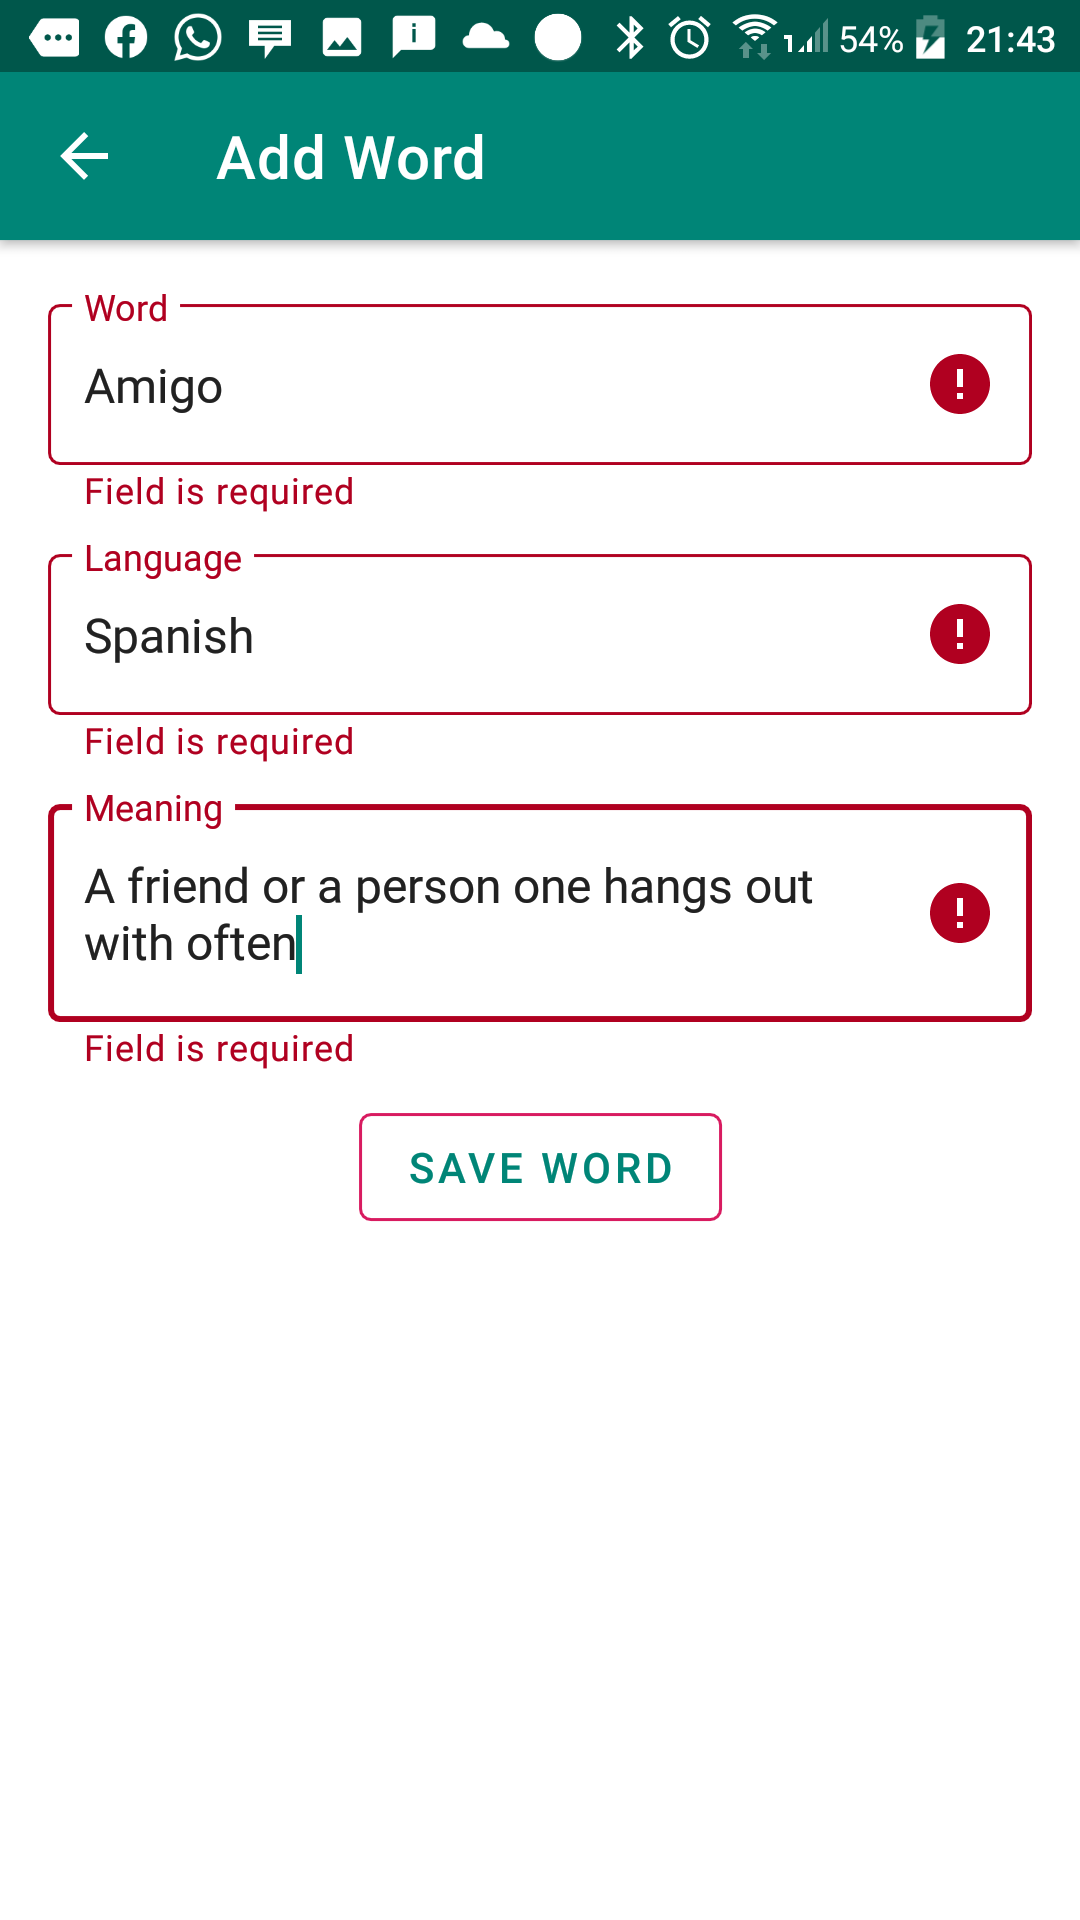 54% 21:43
Add Word
Word
Amigo
Field is required
Language
Spanish
Field is required
Meaning
A friend or a person one hangs out
with often
Field is required
SAVE WORD